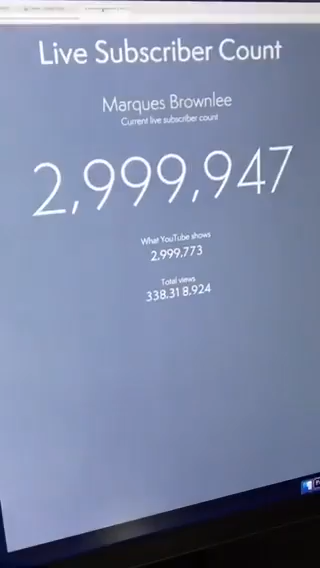 Live Subscriber Count
Marques Brownlee
Current live subscriber count
2,999,947
What YouTube shows
2,999,773
Total views
338,318,924